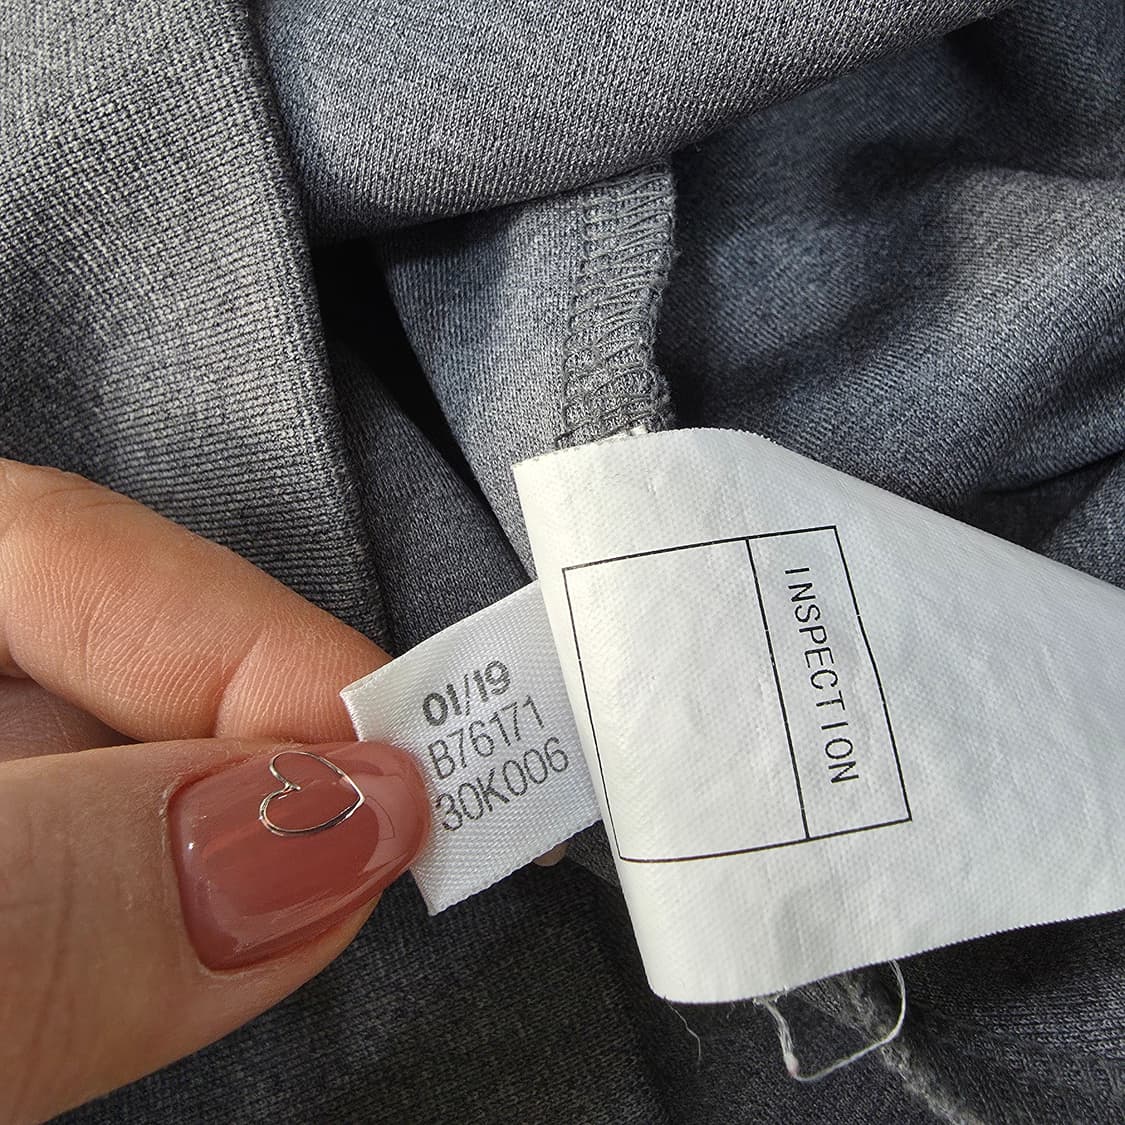 01/19
B76171
30K006
INSPECTION